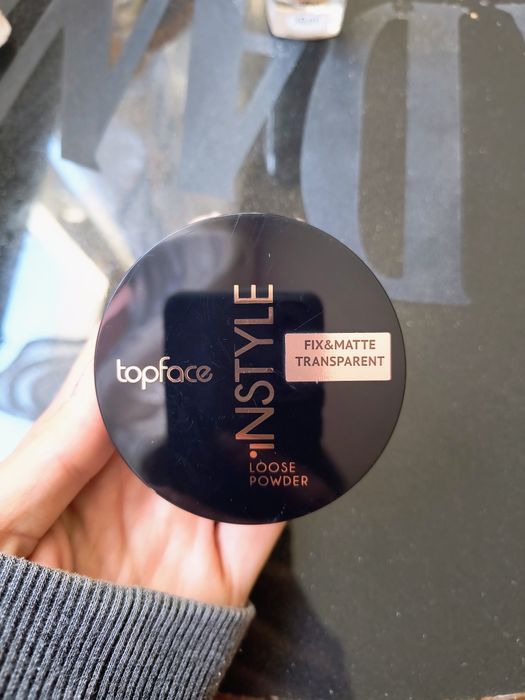 topface
INSTYLE
LOOSE
POWDER
FIX&MATTE
TRANSPARENT